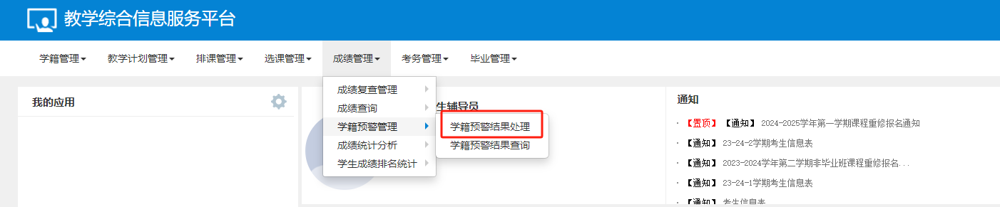 教学综合信息服务平台
学籍管理 教学计划管理 排课管理 选课管理 成绩管理 考务管理 毕业管理
我的应用
成绩复查管理
成绩查询
学籍预警管理
成绩统计分析
学生成绩排名统计
生辅导员
学籍预警结果处理
学籍预警结果查询
通知
【置顶】【通知】 2024-2025学年第一学期课程重修报名通知
【通知】 23-24-2学期考生信息表
【通知】 2023-2024学年第二学期非毕业班课程重修报名...
【通知】 23-24-1学期考生信息表
【通知】 考生信息表